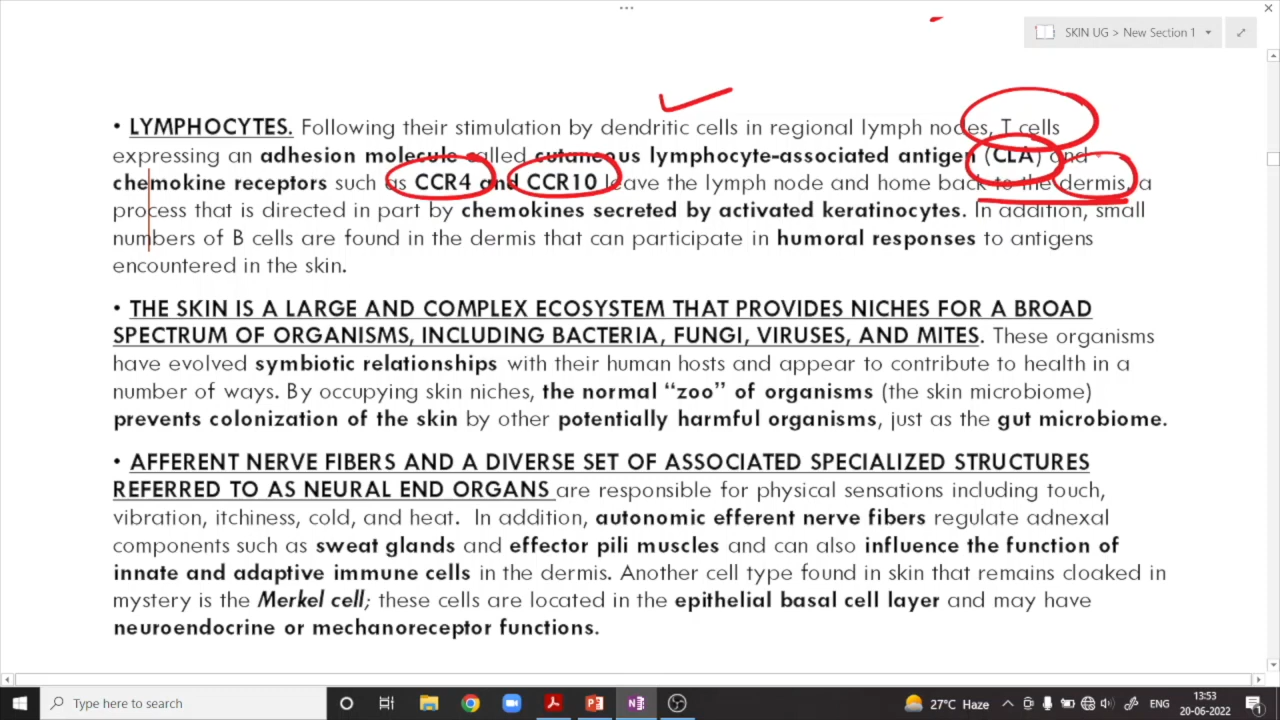 SKIN UG > New Section 1
• LYMPHOCYTES. Following their stimulation by dendritic cells in regional lymph nodes, T cells
expressing an adhesion molecule called cutaneous lymphocyte-associated antigen (CLA) and
chemokine receptors such as CCR4 and CCR10 leave the lymph node and home back to the dermis, a
process that is directed in part by chemokines secreted by activated keratinocytes. In addition, small
numbers of B cells are found in the dermis that can participate in humoral responses to antigens
encountered in the skin.
• THE SKIN IS A LARGE AND COMPLEX ECOSYSTEM THAT PROVIDES NICHES FOR A BROAD
SPECTRUM OF ORGANISMS, INCLUDING BACTERIA, FUNGI, VIRUSES, AND MITES. These organisms
have evolved symbiotic relationships with their human hosts and appear to contribute to health in a
number of ways. By occupying skin niches, the normal “zoo” of organisms (the skin microbiome)
prevents colonization of the skin by other potentially harmful organisms, just as the gut microbiome.
• AFFERENT NERVE FIBERS AND A DIVERSE SET OF ASSOCIATED SPECIALIZED STRUCTURES
REFERRED TO AS NEURAL END ORGANS are responsible for physical sensations including touch,
vibration, itchiness, cold, and heat. In addition, autonomic efferent nerve fibers regulate adnexal
components such as sweat glands and effector pili muscles and can also influence the function of
innate and adaptive immune cells in the dermis. Another cell type found in skin that remains cloaked in
mystery is the Merkel cell; these cells are located in the epithelial basal cell layer and may have
neuroendocrine or mechanoreceptor functions.
Type here to search
27°C Haze
ENG
13:53
20-06-2022
1